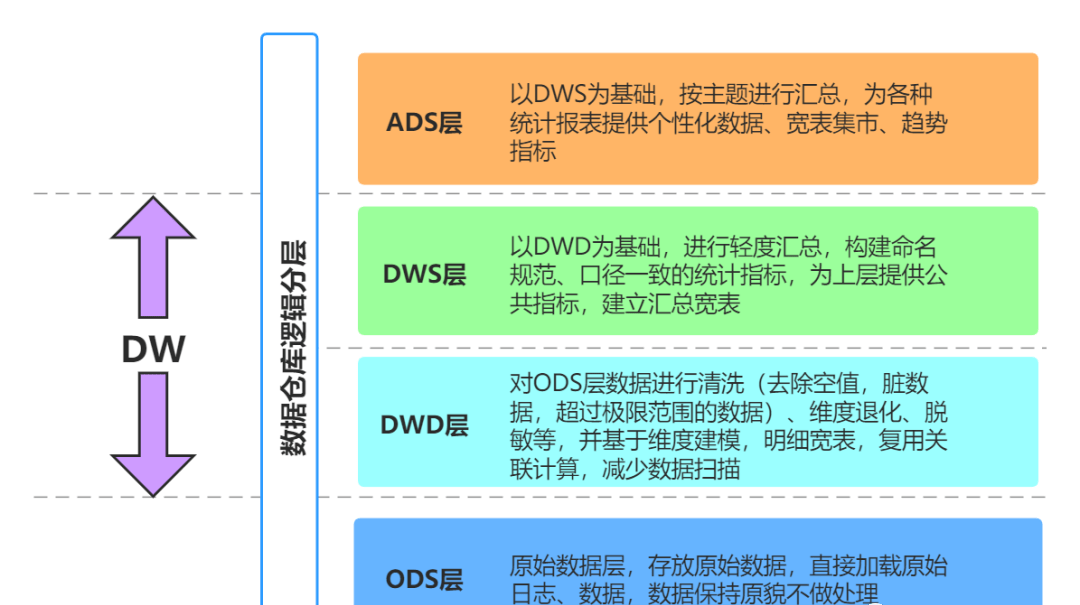 ADS层
以DWS为基础，按主题进行汇总，为各种
统计报表提供个性化数据、宽表集市、趋势
指标
DWS层
以DWD为基础，进行轻度汇总，构建命名
规范、口径一致的统计指标，为上层提供公
共指标，建立汇总宽表
DW
数据仓库逻辑分层
DWD层
对ODS层数据进行清洗（去除空值，脏数
据，超过极限范围的数据）、维度退化、脱
敏等，并基于维度建模，明细宽表，复用关
联计算，减少数据扫描
ODS层
原始数据层，存放原始数据，直接加载原始
日志、数据，数据保持原貌不做处理